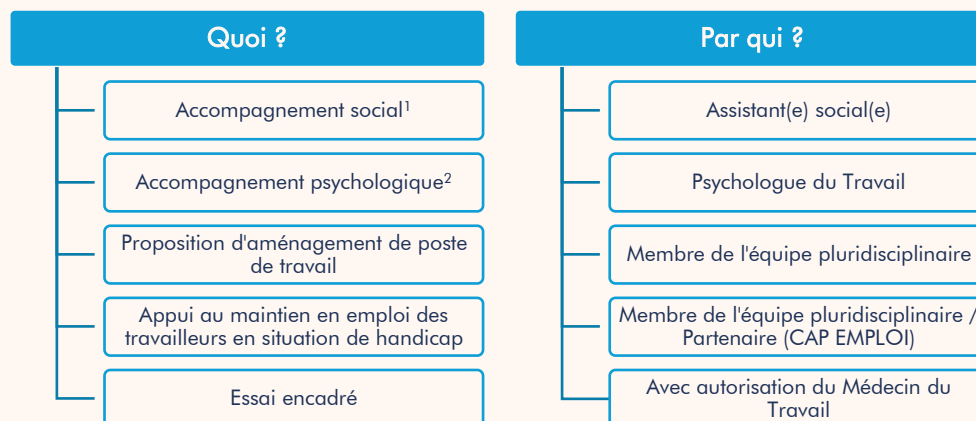 Quoi ?
Accompagnement social¹
Accompagnement psychologique²
Proposition d'aménagement de poste
de travail
Appui au maintien en emploi des
travailleurs en situation de handicap
Essai encadré
Par qui ?
Assistant(e) social(e)
Psychologue du Travail
Membre de l'équipe pluridisciplinaire
Membre de l'équipe pluridisciplinaire /
Partenaire (CAP EMPLOI)
Avec autorisation du Médecin du
Travail